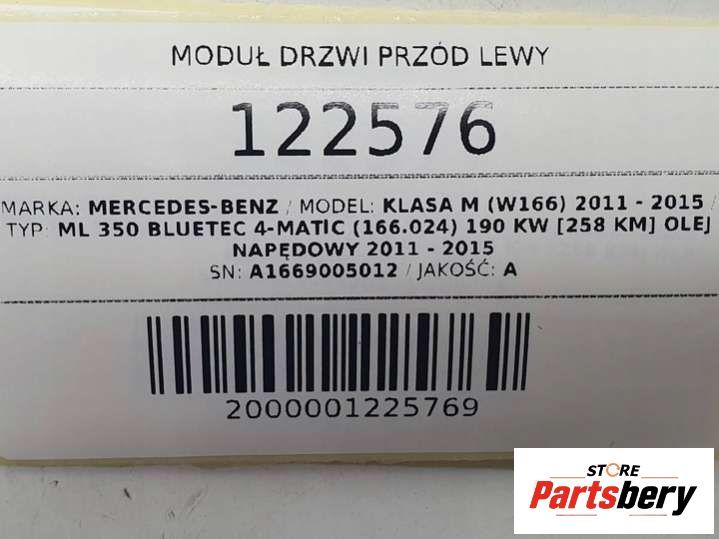 MODUŁ DRZWI PRZÓD LEWY
122576
MARKA: MERCEDES-BENZ / MODEL: KLASA M (W166) 2011 - 2015 /
TYP: ML 350 BLUETEC 4-MATIC (166.024) 190 KW [258 KM] OLEJ
NAPĘDOWY 2011 - 2015
SN: A1669005012 / JAKOŚĆ: A
2000001225769
STORE
Partsbery